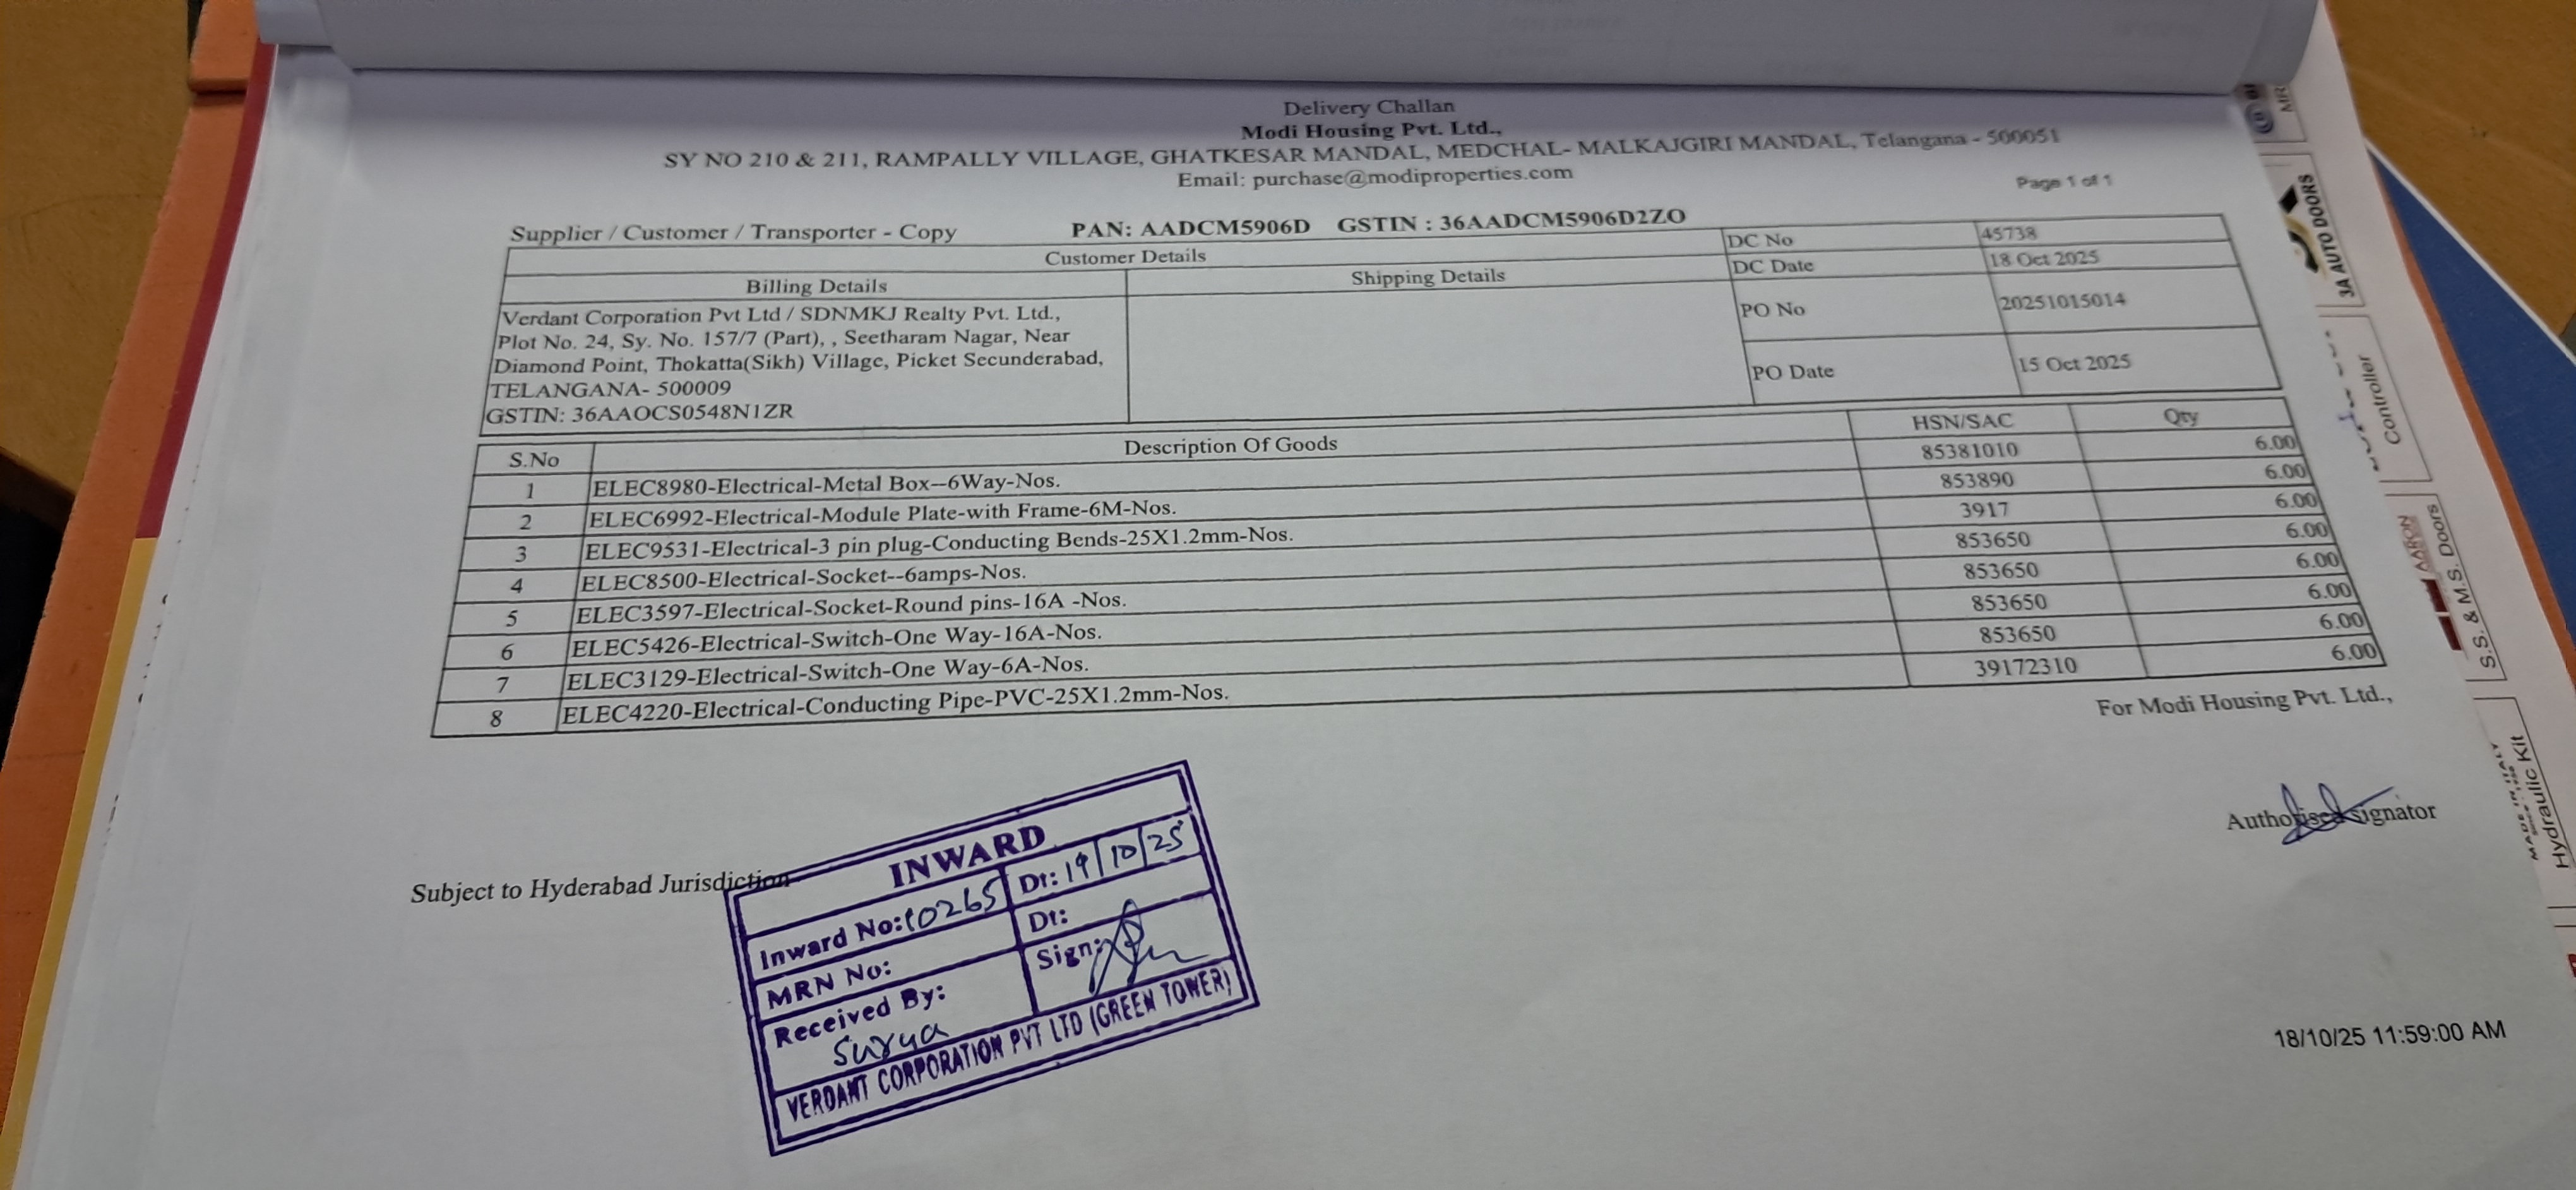 Delivery Challan
Modi Housing Pvt. Ltd.,
SY NO 210 & 211, RAMPALLY VILLAGE, GHATKESAR MANDAL, MEDCHAL- MALKAJGIRI MANDAL, Telangana - 500051
Email: purchase@modiproperties.com
Page 1 of 1
Supplier / Customer / Transporter - Copy PAN: AADCM5906D GSTIN : 36AADCM5906D2ZO
Customer Details
Billing Details Shipping Details
Verdant Corporation Pvt Ltd / SDNMKJ Realty Pvt. Ltd.,
Plot No. 24, Sy. No. 157/7 (Part), , Seetharam Nagar, Near
Diamond Point, Thokatta(Sikh) Village, Picket Secunderabad,
TELANGANA- 500009
GSTIN: 36AAOCS0548N1ZR
DC No 45738
DC Date 18 Oct 2025
PO No 20251015014
PO Date 15 Oct 2025
S.No Description Of Goods HSN/SAC Qty
1 ELEC8980-Electrical-Metal Box--6Way-Nos. 85381010 6.00
2 ELEC6992-Electrical-Module Plate-with Frame-6M-Nos. 853890 6.00
3 ELEC9531-Electrical-3 pin plug-Conducting Bends-25X1.2mm-Nos. 3917 6.00
4 ELEC8500-Electrical-Socket--6amps-Nos. 853650 6.00
5 ELEC3597-Electrical-Socket-Round pins-16A -Nos. 853650 6.00
6 ELEC5426-Electrical-Switch-One Way-16A-Nos. 853650 6.00
7 ELEC3129-Electrical-Switch-One Way-6A-Nos. 853650 6.00
8 ELEC4220-Electrical-Conducting Pipe-PVC-25X1.2mm-Nos. 39172310 6.00
For Modi Housing Pvt. Ltd.,
Authorised signator
Subject to Hyderabad Jurisdiction
INWARD
Inward No: 10265 Dt: 19/10/25
MRN No: Dt:
Received By: Sign:
Surya
VERDANT CORPORATION PVT LTD (GREEN TOWER)
18/10/25 11:59:00 AM
3A AUTO DOORS
Controller
AARON
S.S. & M.S. Doors
MADE IN ITALY
Hydraulic Kit